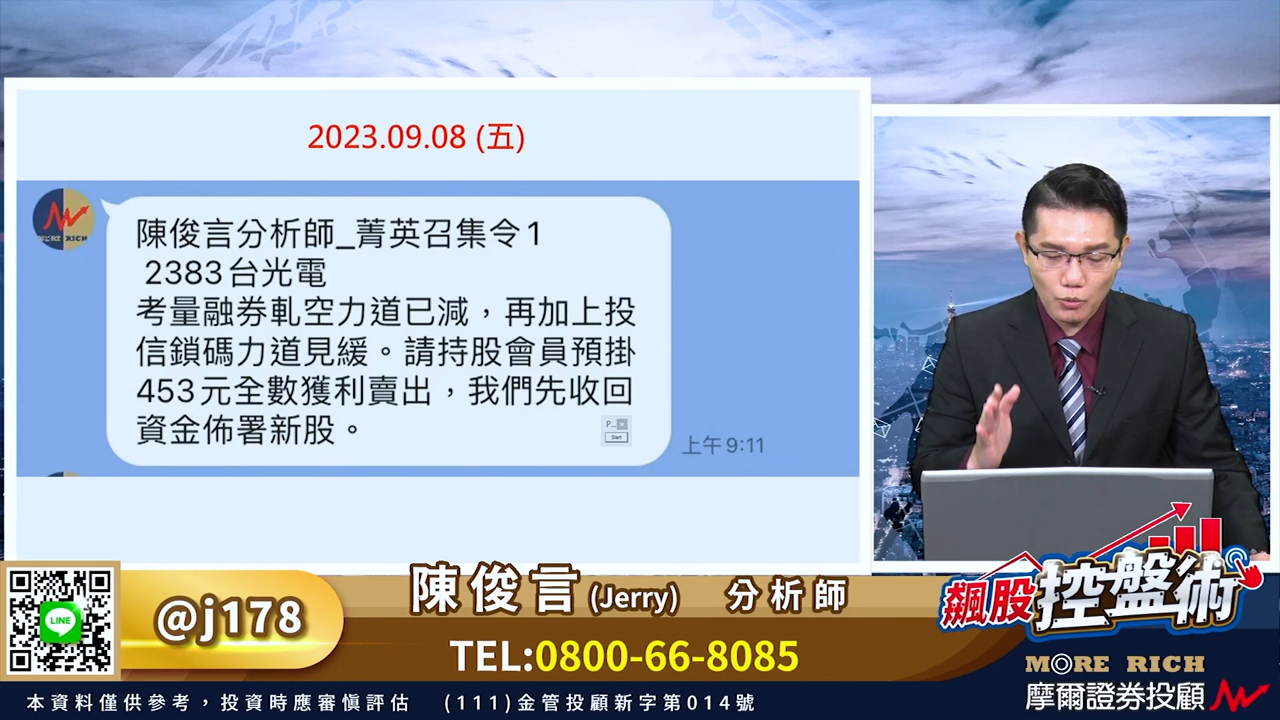 2023.09.08 (五)
陳俊言分析師_菁英召集令1
2383台光電
考量融券軋空力道已減，再加上投
信鎖碼力道見緩。請持股會員預掛
453元全數獲利賣出，我們先收回
資金佈署新股。
上午9:11
陳俊言(Jerry) 分析師
@j178
LINE
TEL:0800-66-8085
飆股控盤術
MORE RICH
摩爾證券投顧
本資料僅供參考，投資時應審慎評估 (111)金管投顧新字第014號